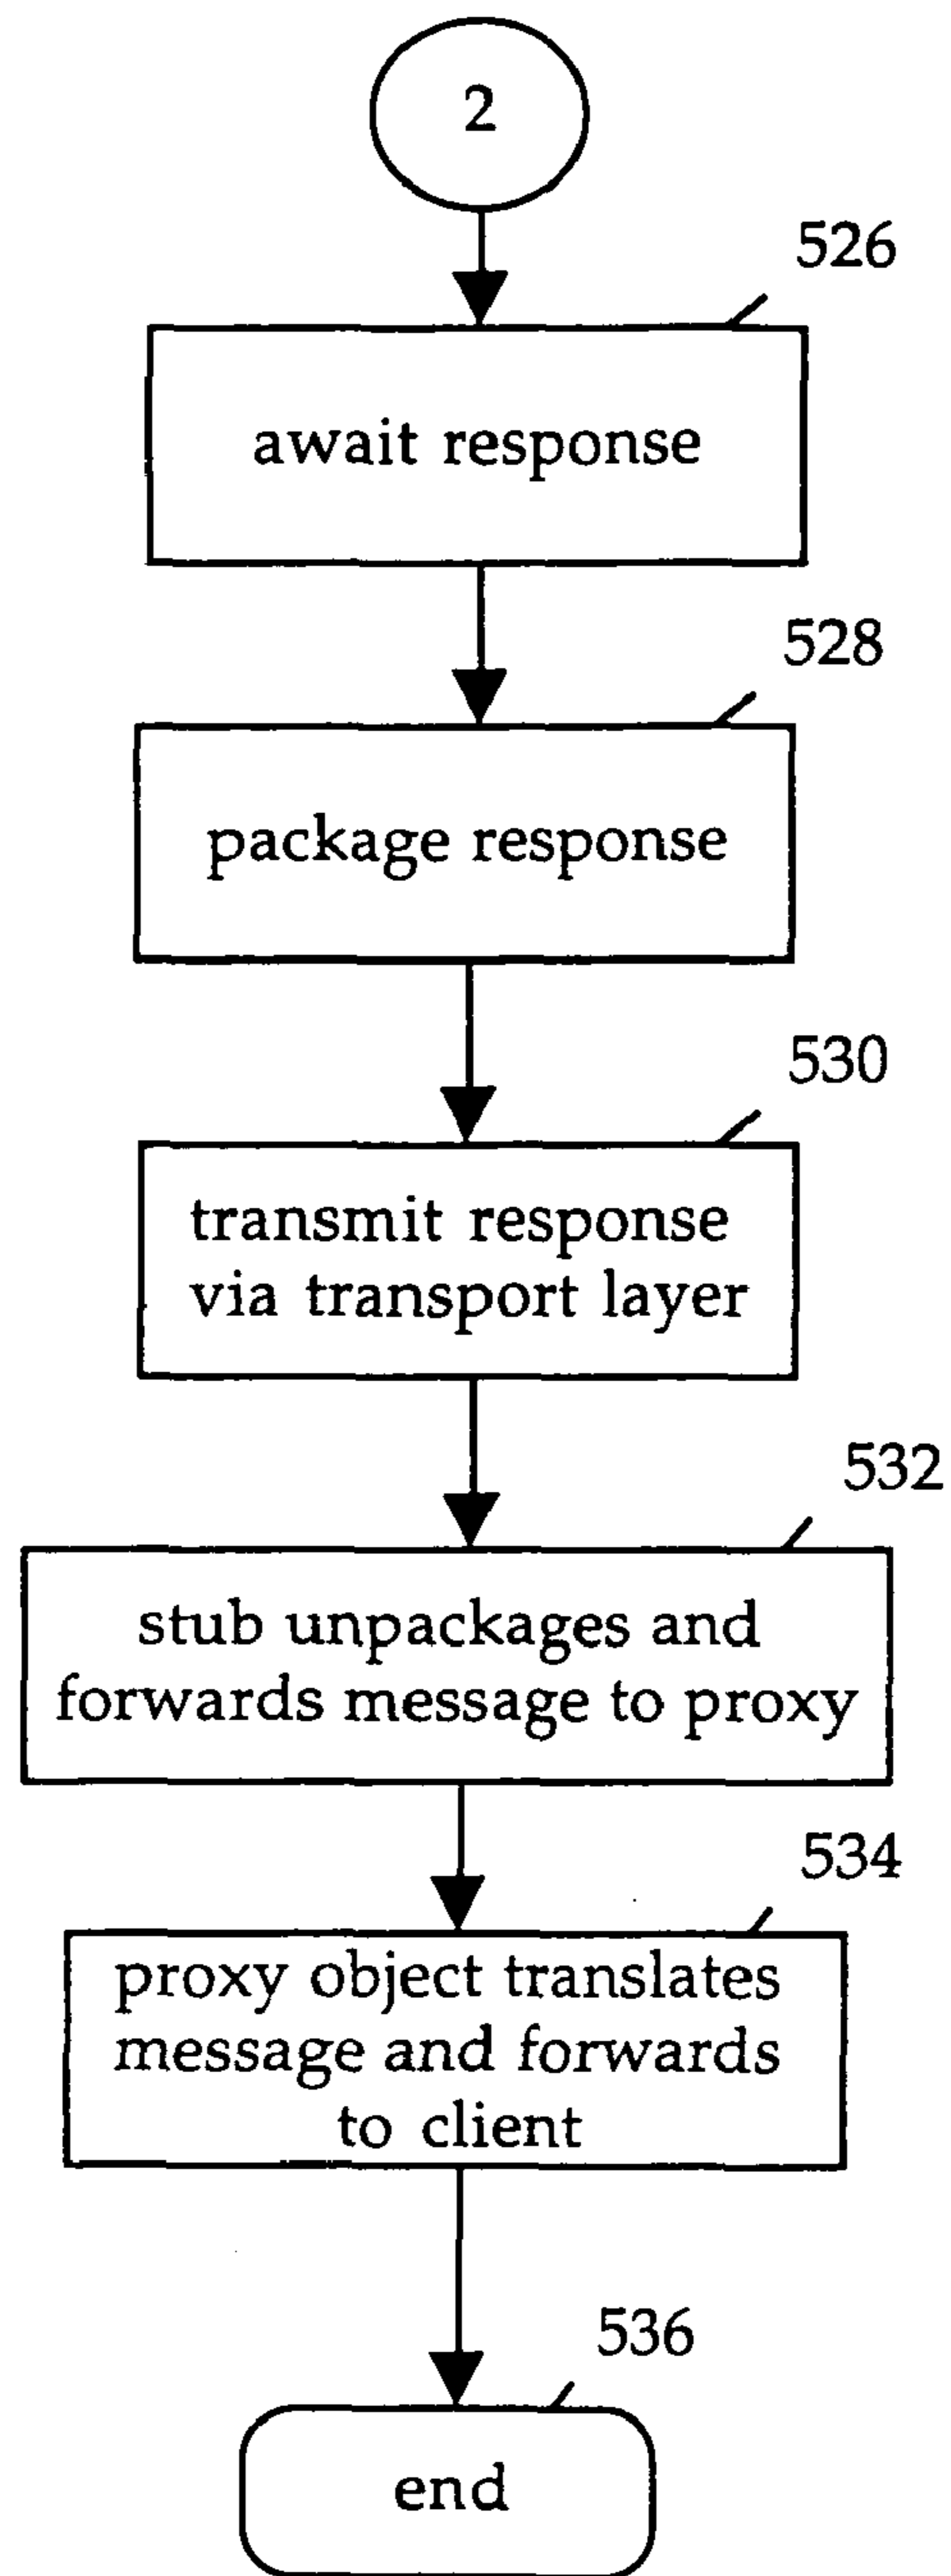 2
526
await response
528
package response
530
transmit response
via transport layer
532
stub unpackages and
forwards message to proxy
534
proxy object translates
message and forwards
to client
536
end